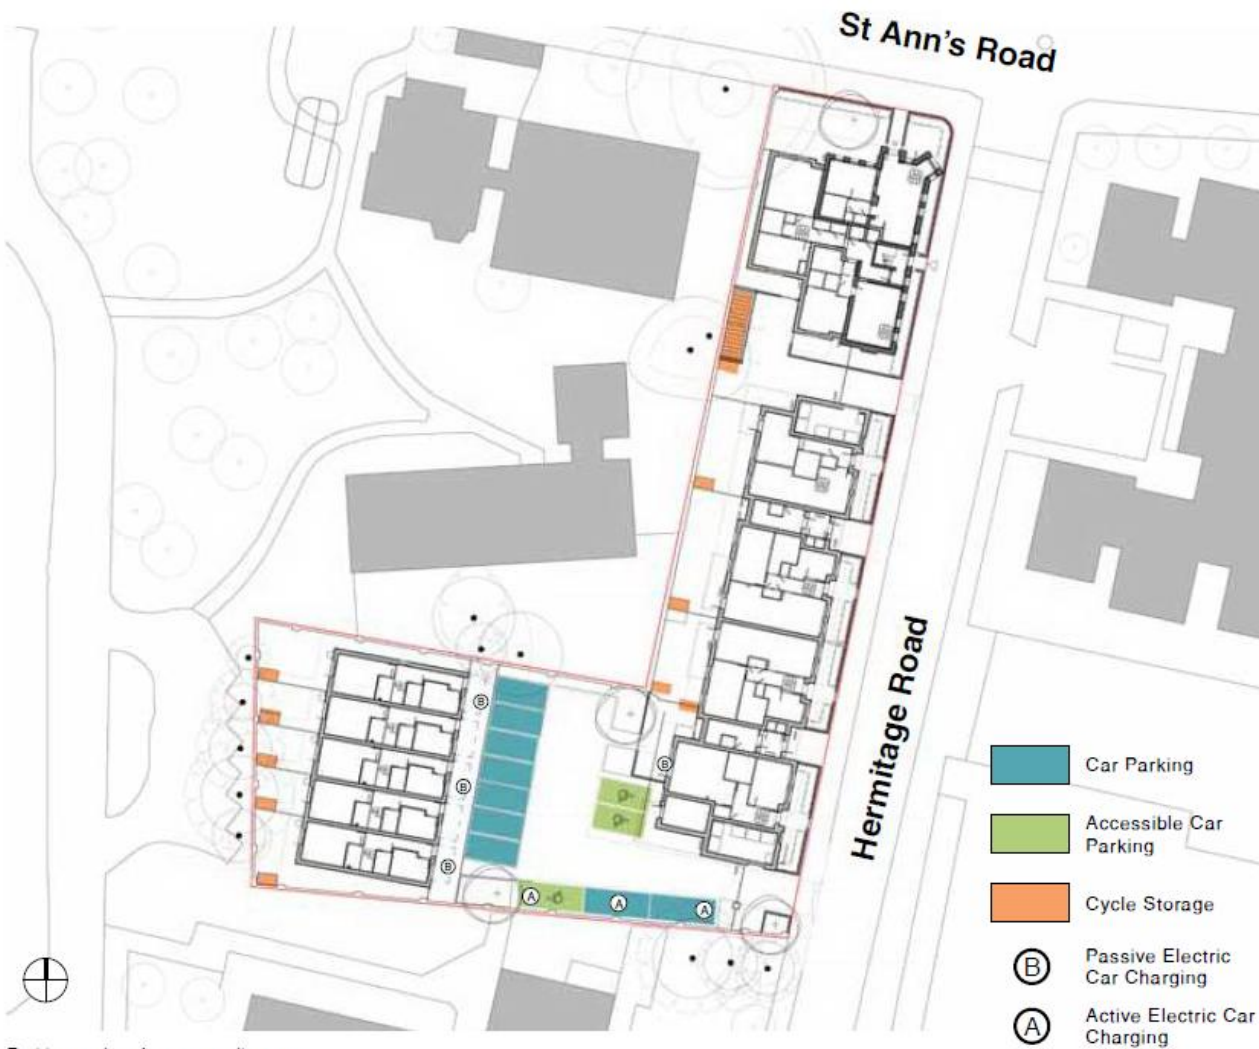 St Ann's Road
Hermitage Road
B
B
B
B
A
A
A
Car Parking
Accessible Car
Parking
Cycle Storage
B
Passive Electric
Car Charging
A
Active Electric Car
Charging